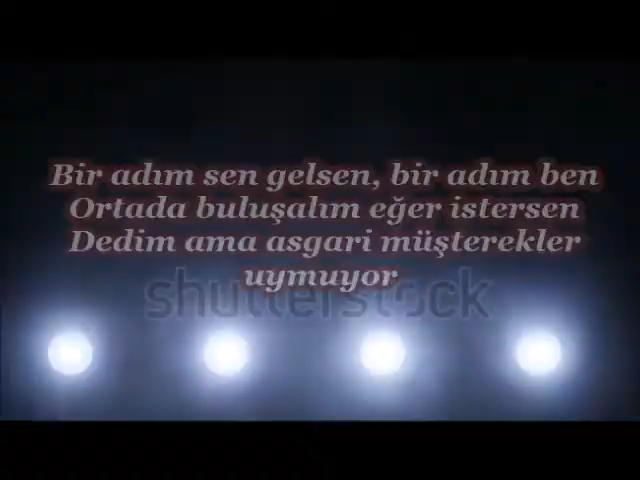 Bir adım sen gelsen, bir adım ben
Ortada buluşalım eğer istersen
Dedim ama asgari müşterekler
uymuyor
shutterstock